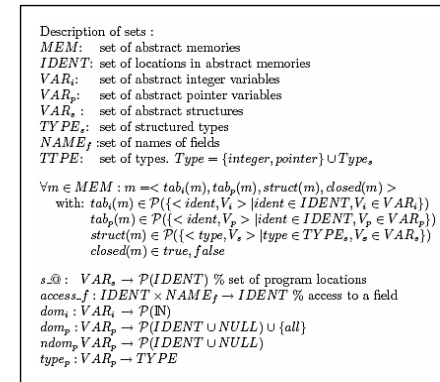 Description of sets :
MEM: set of abstract memories
IDENT: set of locations in abstract memories
VAR_i: set of abstract integer variables
VAR_p: set of abstract pointer variables
VAR_s : set of abstract structures
TYPE_s: set of structured types
NAME_f : set of names of fields
TTPE: set of types. Type = {integer, pointer} ∪ Type_s
∀m ∈ MEM : m =< tab_i(m), tab_p(m), struct(m), closed(m) >
with: tab_i(m) ∈ P({< ident, V_i > |ident ∈ IDENT, V_i ∈ VAR_i})
tab_p(m) ∈ P({< ident, V_p > |ident ∈ IDENT, V_p ∈ VAR_p})
struct(m) ∈ P({< type, V_s > |type ∈ TYPE_s, V_s ∈ VAR_s})
closed(m) ∈ true, false
s_@ : VAR_s → P(IDENT) % set of program locations
access_f : IDENT × NAME_f → IDENT % access to a field
dom_i : VAR_i → P(ℕ)
dom_p : VAR_p → P(IDENT ∪ NULL) ∪ {all}
ndom_p VAR_p → P(IDENT ∪ NULL)
type_p : VAR_p → TYPE